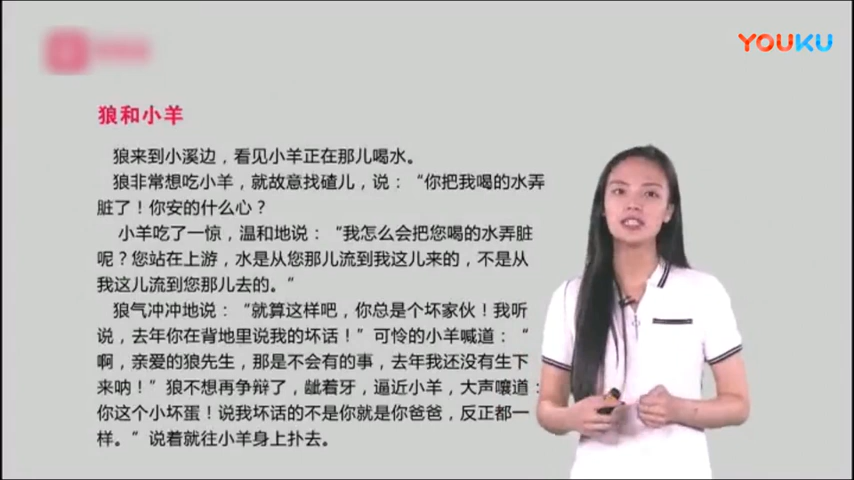 YOUKU
狼和小羊
狼来到小溪边，看见小羊正在那儿喝水。
狼非常想吃小羊，就故意找碴儿，说：“你把我喝的水弄
脏了！你安的什么心？
小羊吃了一惊，温和地说：“我怎么会把您喝的水弄脏
呢？您站在上游，水是从您那儿流到我这儿来的，不是从
我这儿流到您那儿去的。”
狼气冲冲地说：“就算这样吧，你总是个坏家伙！我听
说，去年你在背地里说我的坏话！”可怜的小羊喊道：“
啊，亲爱的狼先生，那是不会有的事，去年我还没有生下
来呐！”狼不想再争辩了，龇着牙，逼近小羊，大声嚷道：
你这个小坏蛋！说我坏话的不是你就是你爸爸，反正都一
样。”说着就往小羊身上扑去。